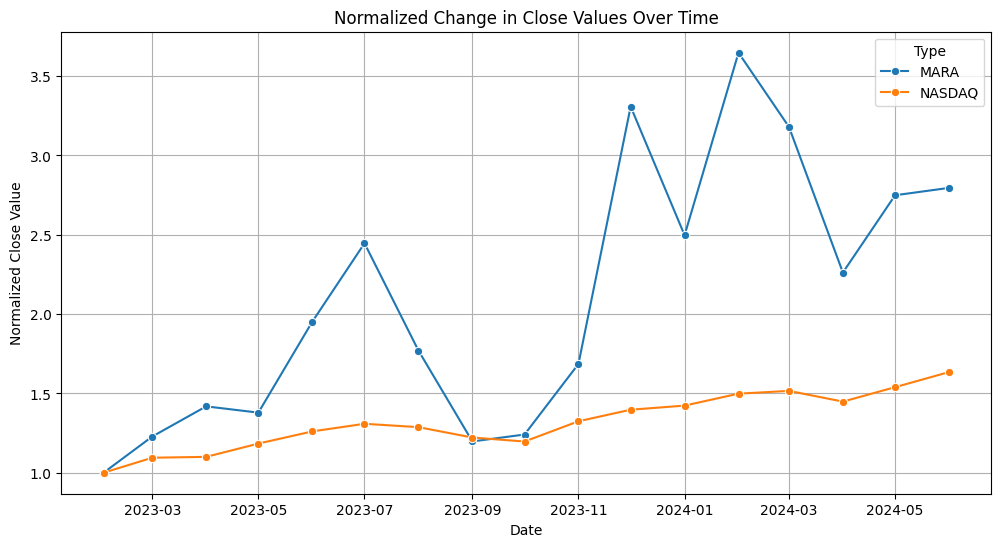 Normalized Change in Close Values Over Time
Type
MARA
NASDAQ
Normalized Close Value
3.5
3.0
2.5
2.0
1.5
1.0
2023-03
2023-05
2023-07
2023-09
2023-11
2024-01
2024-03
2024-05
Date